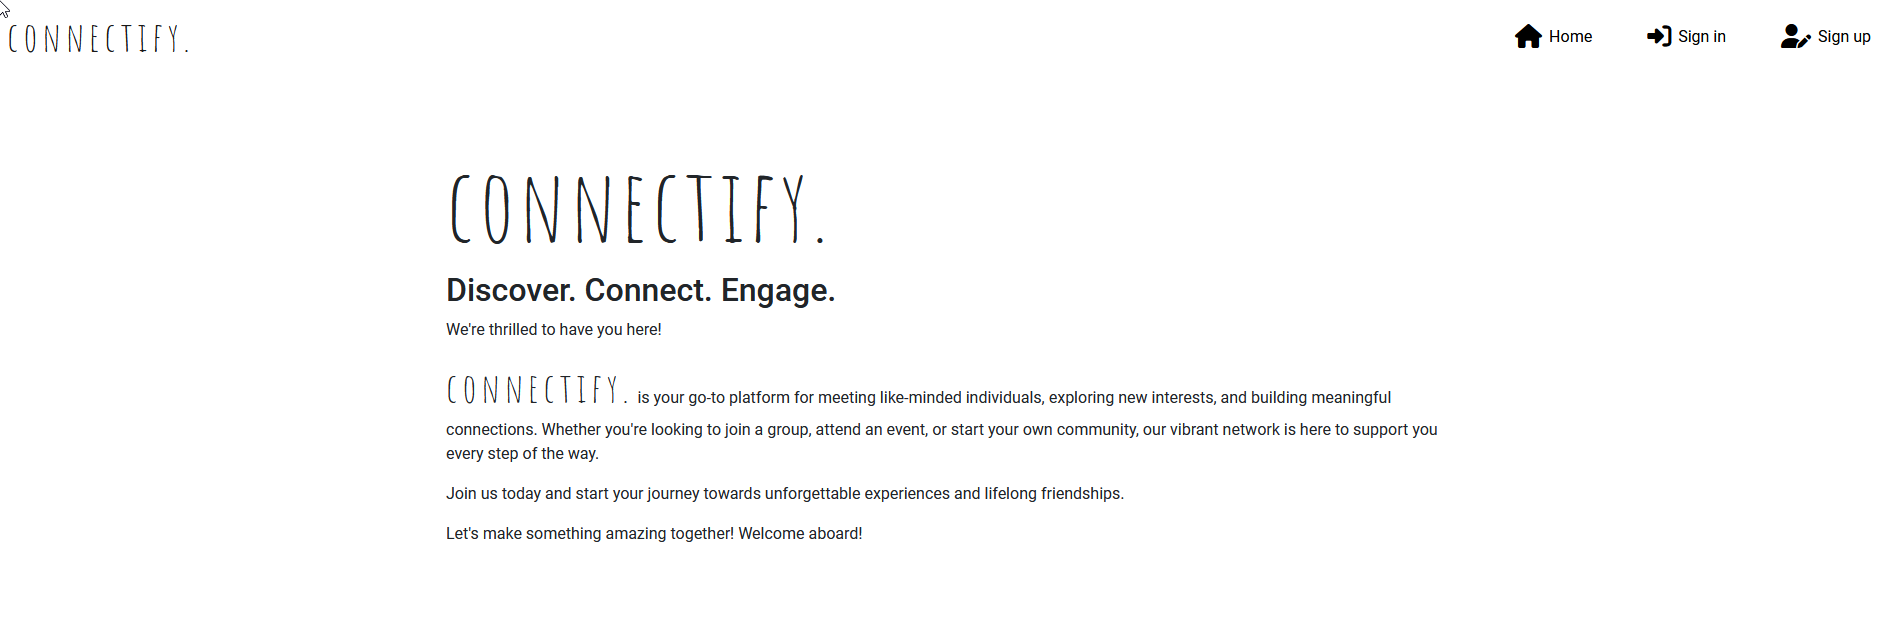 CONNECTIFY.
Home
Sign in
Sign up
CONNECTIFY.
Discover. Connect. Engage.
We're thrilled to have you here!
CONNECTIFY. is your go-to platform for meeting like-minded individuals, exploring new interests, and building meaningful
connections. Whether you're looking to join a group, attend an event, or start your own community, our vibrant network is here to support you
every step of the way.
Join us today and start your journey towards unforgettable experiences and lifelong friendships.
Let's make something amazing together! Welcome aboard!